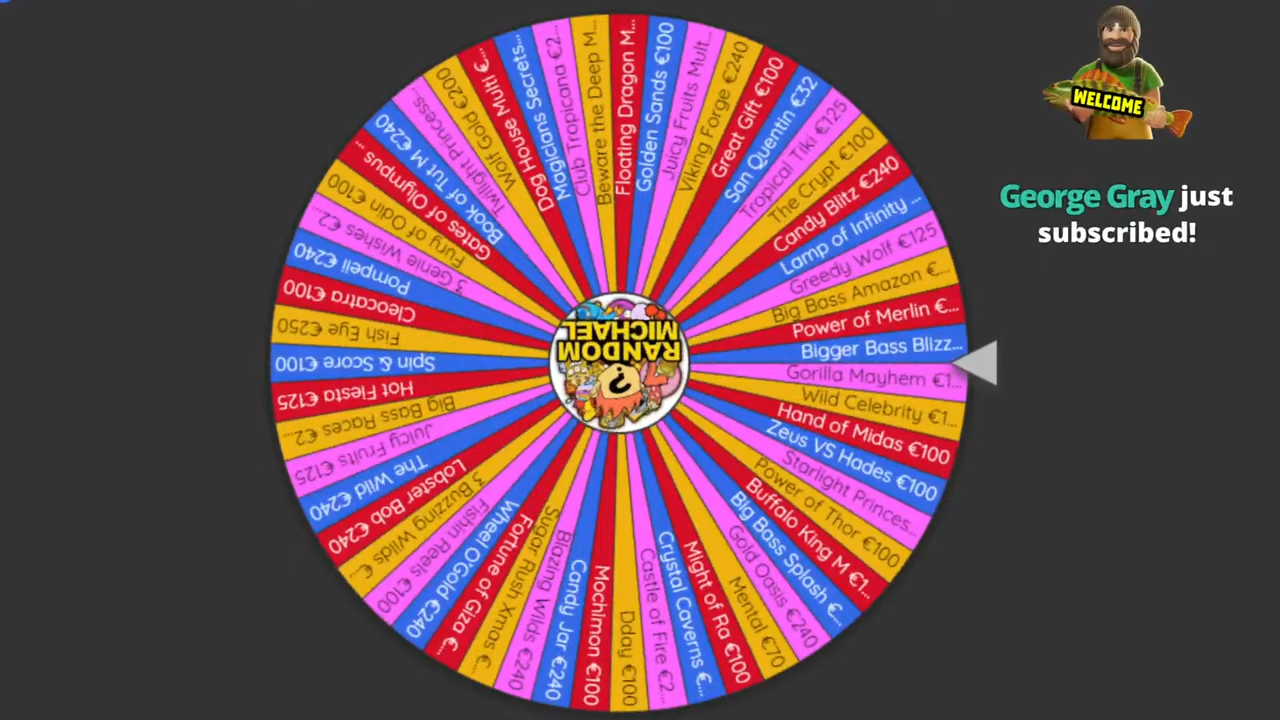 WELCOME
George Gray just
subscribed!
Floating Dragon M...
Golden Sands €100
Juicy Fruits Mult...
Viking Forge €240
Great Gift €100
San Quentin €32
Tropical Tiki €125
The Crypt €100
Candy Blitz €240
Lamp of Infinity ...
Greedy Wolf €125
Big Bass Amazon €...
Power of Merlin €...
Bigger Bass Blizz...
Gorilla Mayhem €1...
Wild Celebrity €1...
Hand of Midas €100
Zeus VS Hades €100
Starlight Princes...
Power of Thor €100
Buffalo King M €1...
Big Bass Splash €...
Gold Oasis €240
Mental €70
Might of Ra €100
Crystal Caverns €...
Castle of Fire €2...
Dday €100
Mochimon €100
Candy Jar €240
Blazing Wilds €240
Sugar Rush Xmas €...
Fortune of Giza €...
Wheel O'Gold €240
Fishin Reels €100
3 Buzzing Wilds €...
Lobster Bob €240
The Wild €240
Juicy Fruits €125
Big Bass Races €2...
Hot Fiesta €125
Spin & Score €100
Fish Eye €250
Cleocatra €100
Pompeii €240
3 Genie Wishes €2...
Fury of Odin €100
Gates of Olympus ...
Book of Tut M €240
Twilight Princess...
Wolf Gold €200
Dog House Multi €...
Magicians Secrets...
Club Tropicana €2...
Beware the Deep M...
RANDOM
MICHAEL
?